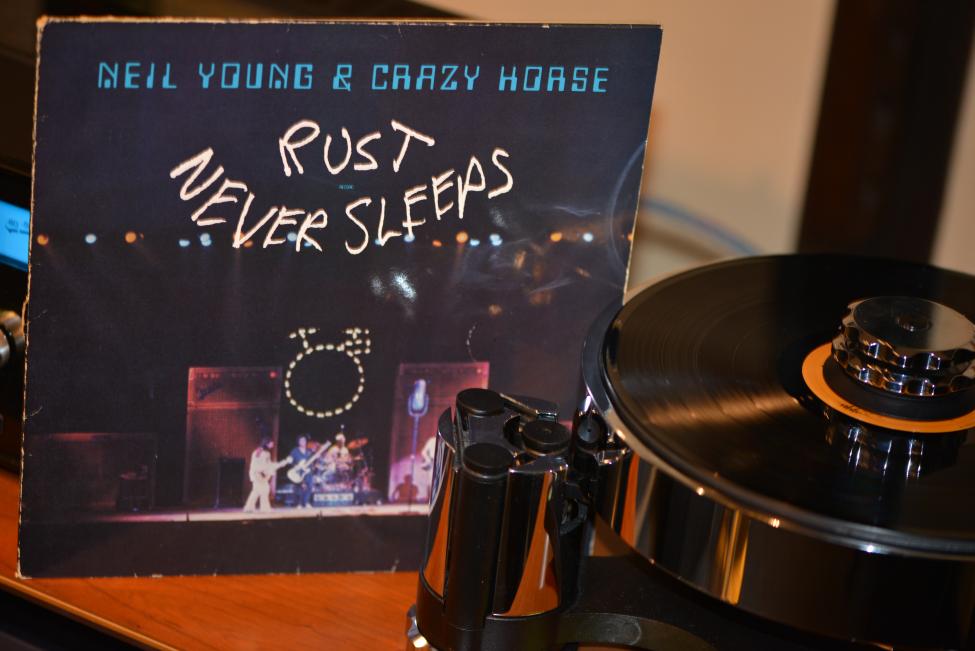 NEIL YOUNG & CRAZY HORSE
RUST
NEVER SLEEPS